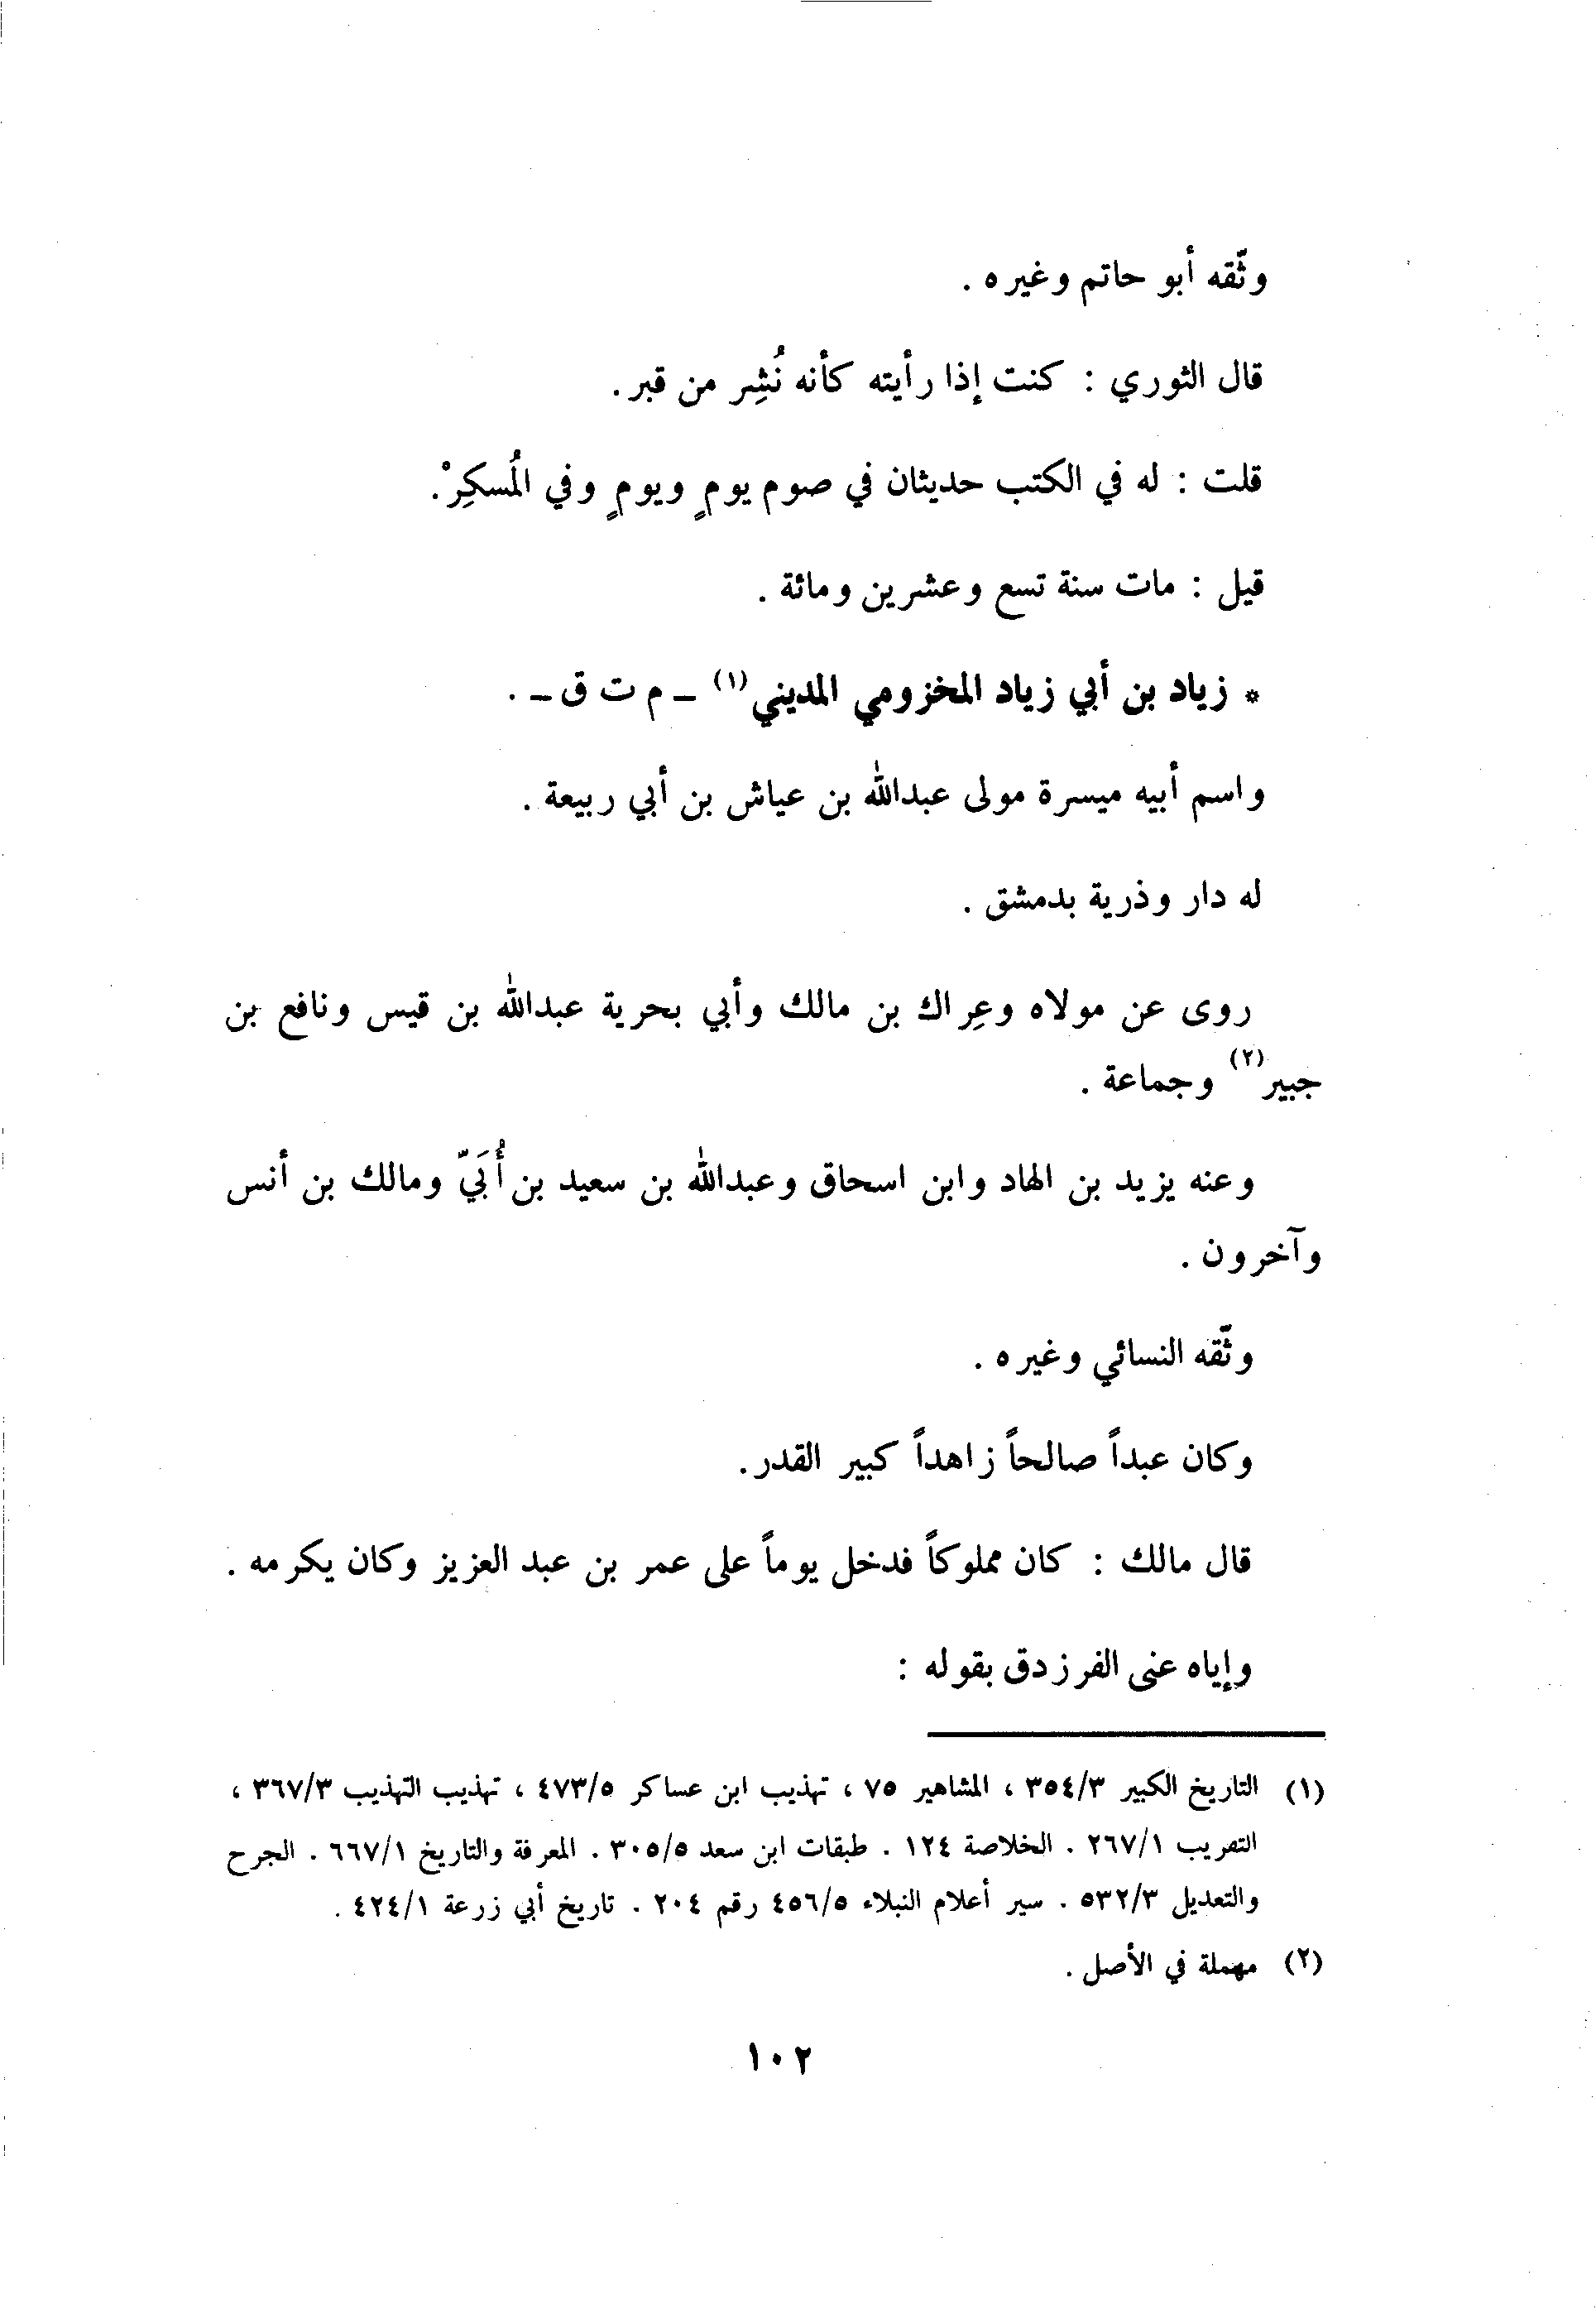 وثّقه أبو حاتم وغيره .
قال الثوري : كنت إذا رأيته كأنه نُشِر من قبر .
قلت : له في الكتب حديثان في صوم يومٍ ويومٍ وفي المُسكِرْ .
قيل : مات سنة تسع وعشرين ومائة .
* زياد بن أبي زياد المخزومي المديني (١) ـ م ت ق ـ .
واسم أبيه ميسرة مولى عبدالله بن عياش بن أبي ربيعة .
له دار وذرية بدمشق .
روى عن مولاه وعِراك بن مالك وأبي بحرية عبدالله بن قيس ونافع بن
جبير (٢) وجماعة .
وعنه يزيد بن الهاد وابن اسحاق وعبدالله بن سعيد بن أُبَيّ ومالك بن أنس
وآخرون .
وثّقه النسائي وغيره .
وكان عبداً صالحاً زاهداً كبير القدر .
قال مالك : كان مملوكاً فدخل يوماً على عمر بن عبد العزيز وكان يكرمه .
وإياه عنى الفرزدق بقوله :
(١) التاريخ الكبير ٣/٣٥٤ ، المشاهير ٧٥ ، تهذيب ابن عساكر ٥/٤٧٣ ، تهذيب التهذيب ٣/٣٦٧ ،
التقريب ١/٢٦٧ . الخلاصة ١٢٤ . طبقات ابن سعد ٥/٣٠٥ . المعرفة والتاريخ ١/٦٦٧ . الجرح
والتعديل ٣/٥٣٢ . سير أعلام النبلاء ٥/٤٥٦ رقم ٢٠٤ . تاريخ أبي زرعة ١/٤٢٤ .
(٢) مهملة في الأصل .
١٠٢